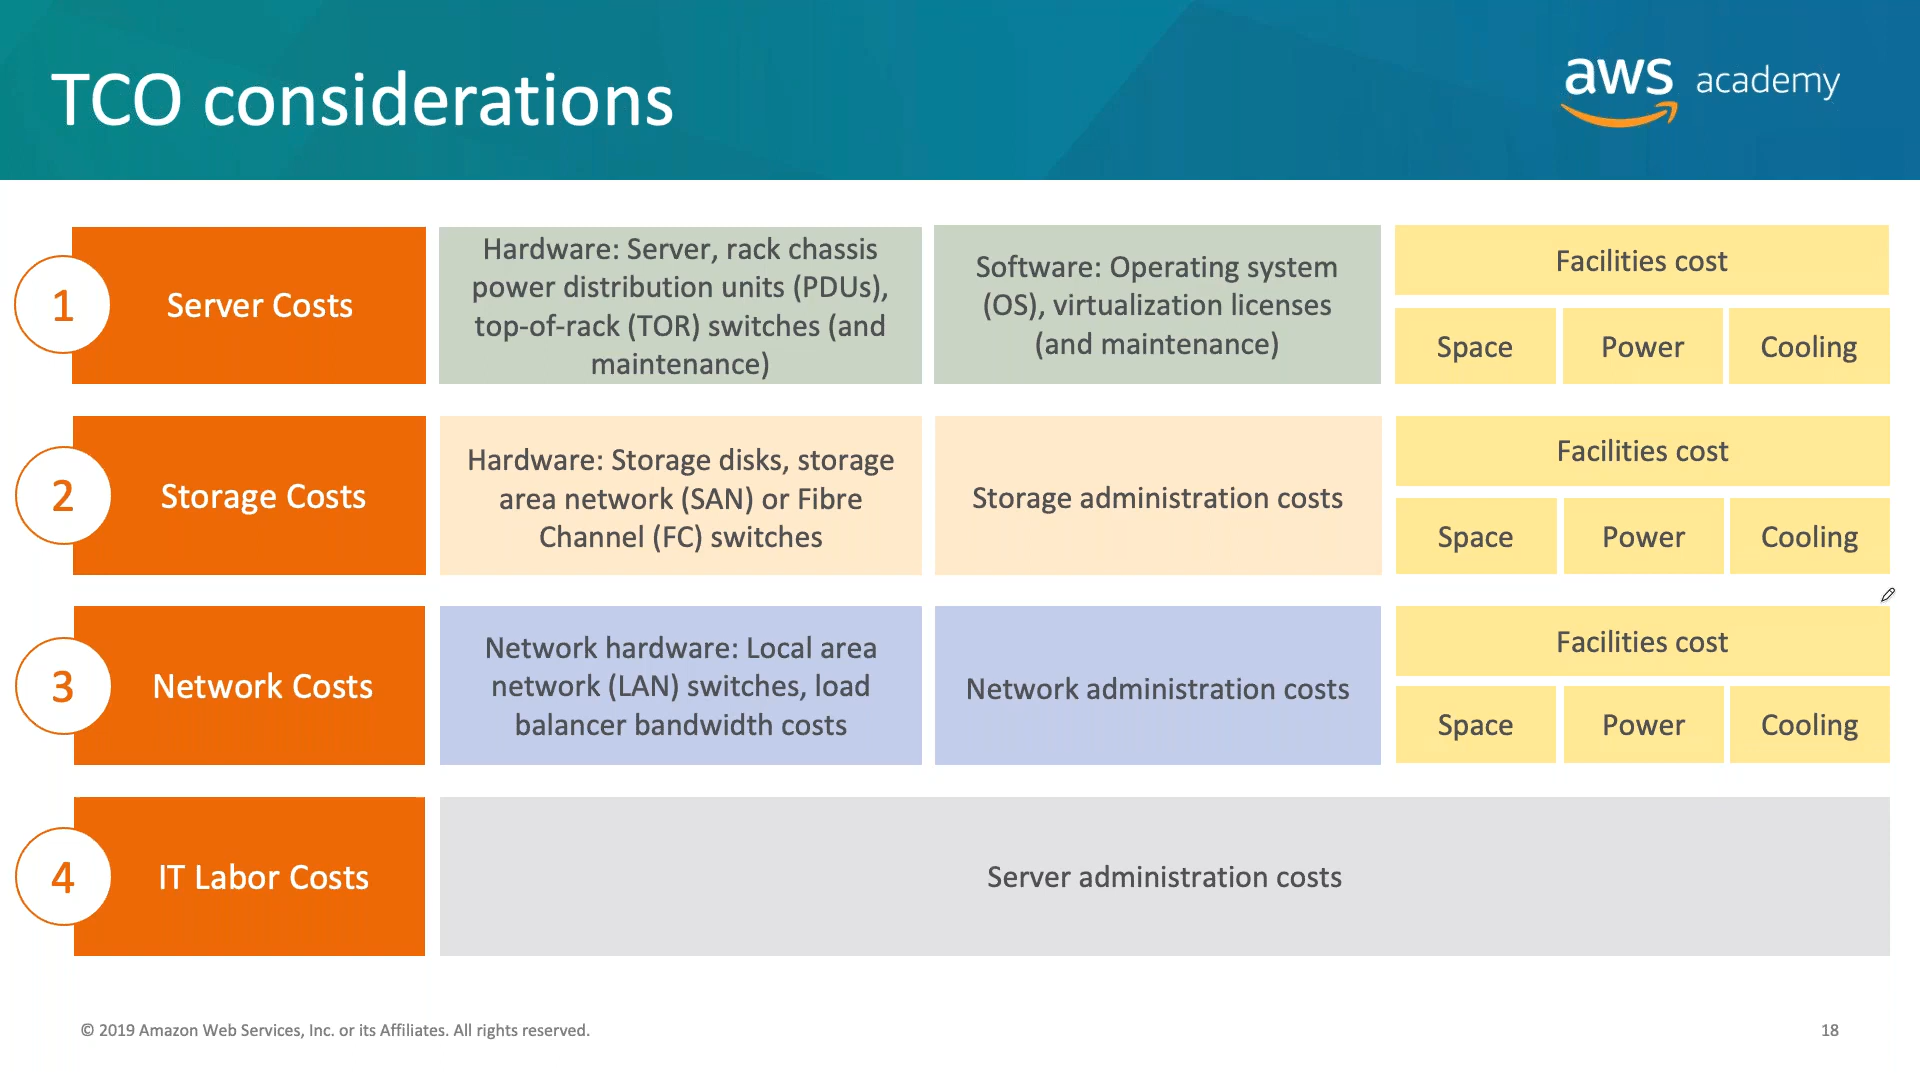 TCO considerations
aws academy
1
Server Costs
Hardware: Server, rack chassis
power distribution units (PDUs),
top-of-rack (TOR) switches (and
maintenance)
Software: Operating system
(OS), virtualization licenses
(and maintenance)
Facilities cost
Space
Power
Cooling
2
Storage Costs
Hardware: Storage disks, storage
area network (SAN) or Fibre
Channel (FC) switches
Storage administration costs
Facilities cost
Space
Power
Cooling
3
Network Costs
Network hardware: Local area
network (LAN) switches, load
balancer bandwidth costs
Network administration costs
Facilities cost
Space
Power
Cooling
4
IT Labor Costs
Server administration costs
© 2019 Amazon Web Services, Inc. or its Affiliates. All rights reserved.
18